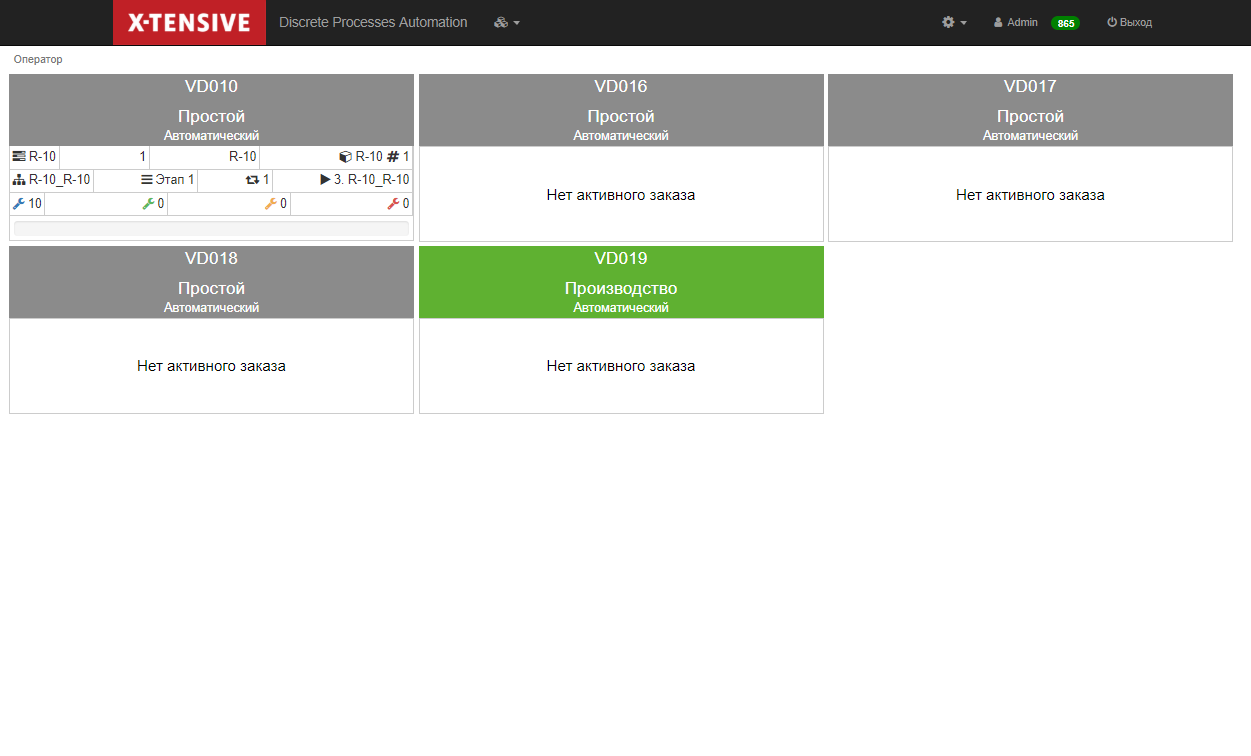 X-TENSIVE Discrete Processes Automation Admin 865 Выход
Оператор
VD010
Простой
Автоматический
R-10 1 R-10 R-10 # 1
R-10_R-10 Этап 1 1 3. R-10_R-10
10 0 0 0
VD016
Простой
Автоматический
Нет активного заказа
VD017
Простой
Автоматический
Нет активного заказа
VD018
Простой
Автоматический
Нет активного заказа
VD019
Производство
Автоматический
Нет активного заказа